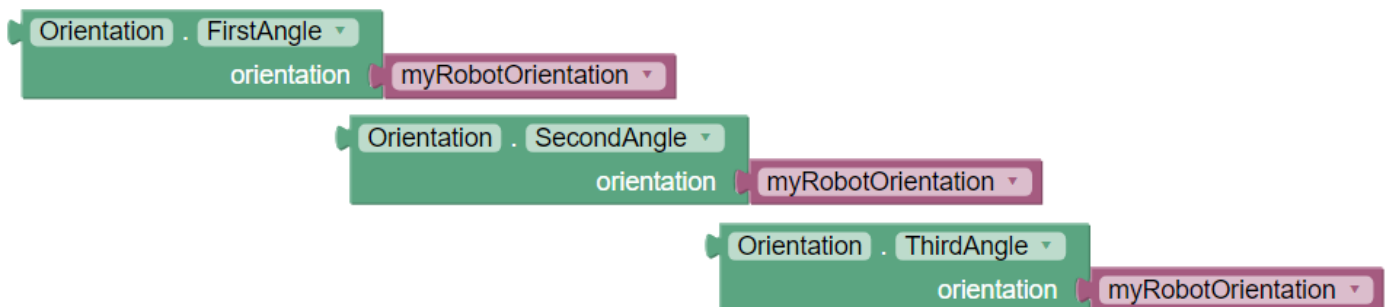 Orientation . FirstAngle
orientation myRobotOrientation
Orientation . SecondAngle
orientation myRobotOrientation
Orientation . ThirdAngle
orientation myRobotOrientation